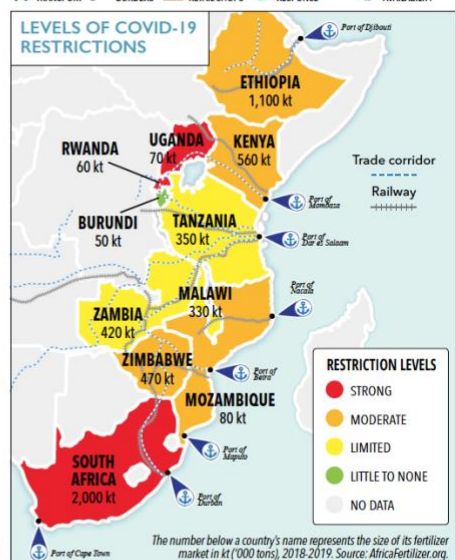 LEVELS OF COVID-19
RESTRICTIONS
Port of Djibouti
ETHIOPIA
1,100 kt
UGANDA
70 kt
KENYA
560 kt
RWANDA
60 kt
Trade corridor
Railway
BURUNDI
50 kt
Port of
Mombasa
TANZANIA
350 kt
Port of
Dar es Salaam
MALAWI
330 kt
Port of
Nacala
ZAMBIA
420 kt
ZIMBABWE
470 kt
Port of
Beira
MOZAMBIQUE
80 kt
Port of
Maputo
SOUTH
AFRICA
2,000 kt
Port of
Durban
Port of Cape Town
RESTRICTION LEVELS
STRONG
MODERATE
LIMITED
LITTLE TO NONE
NO DATA
The number below a country's name represents the size of its fertilizer
market in kt ('000 tons), 2018-2019. Source: AfricaFertilizer.org.